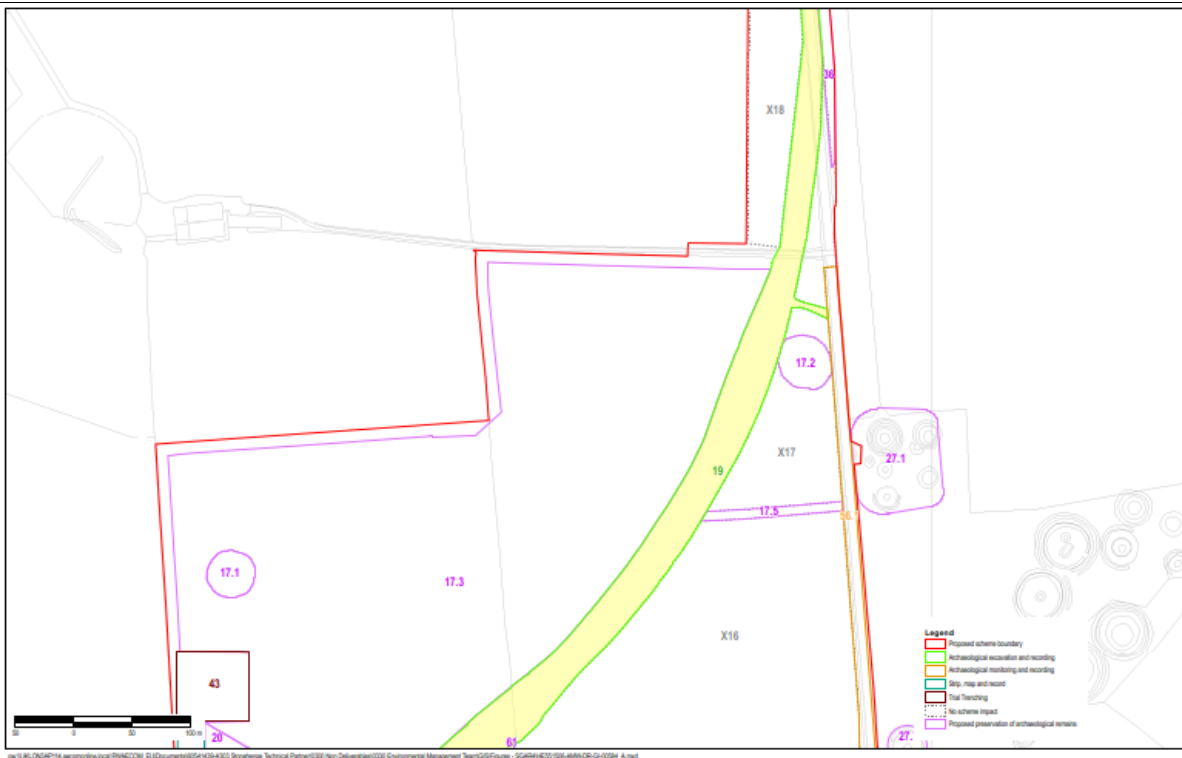 36
X18
17.2
27.1
X17
19
17.5
17.1
17.3
X16
43
20
61
27.
50 0 50 100 m
Legend
Proposed scheme boundary
Archaeological excavation and recording
Archaeological monitoring and recording
Strip, map and record
Trial Trenching
No scheme impact
Proposed preservation of archaeological remains